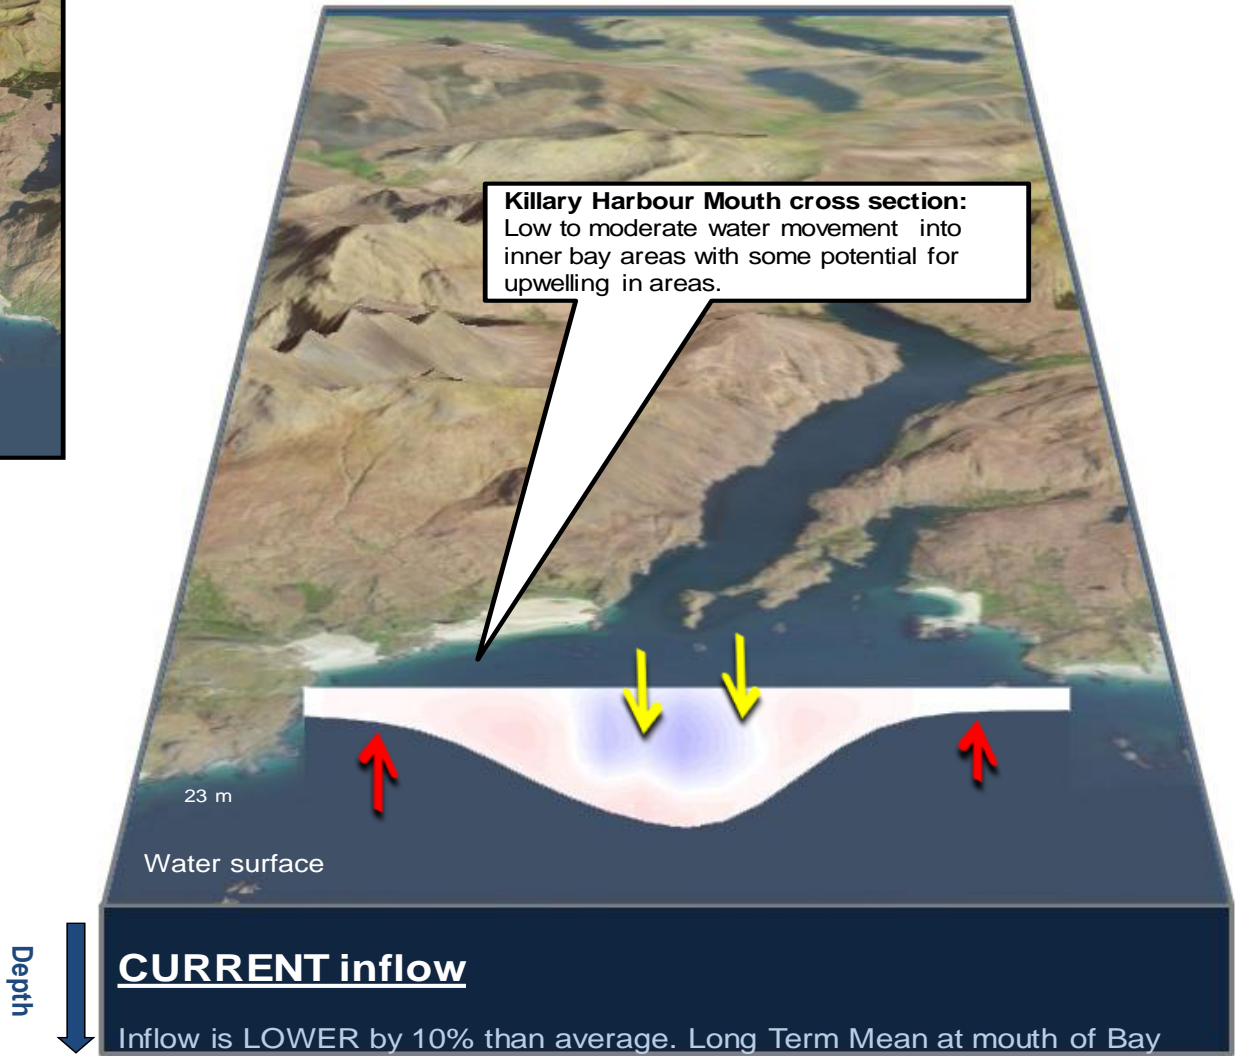 Killary Harbour Mouth cross section:
Low to moderate water movement into
inner bay areas with some potential for
upwelling in areas.
23 m
Water surface
Depth
CURRENT inflow
Inflow is LOWER by 10% than average. Long Term Mean at mouth of Bay